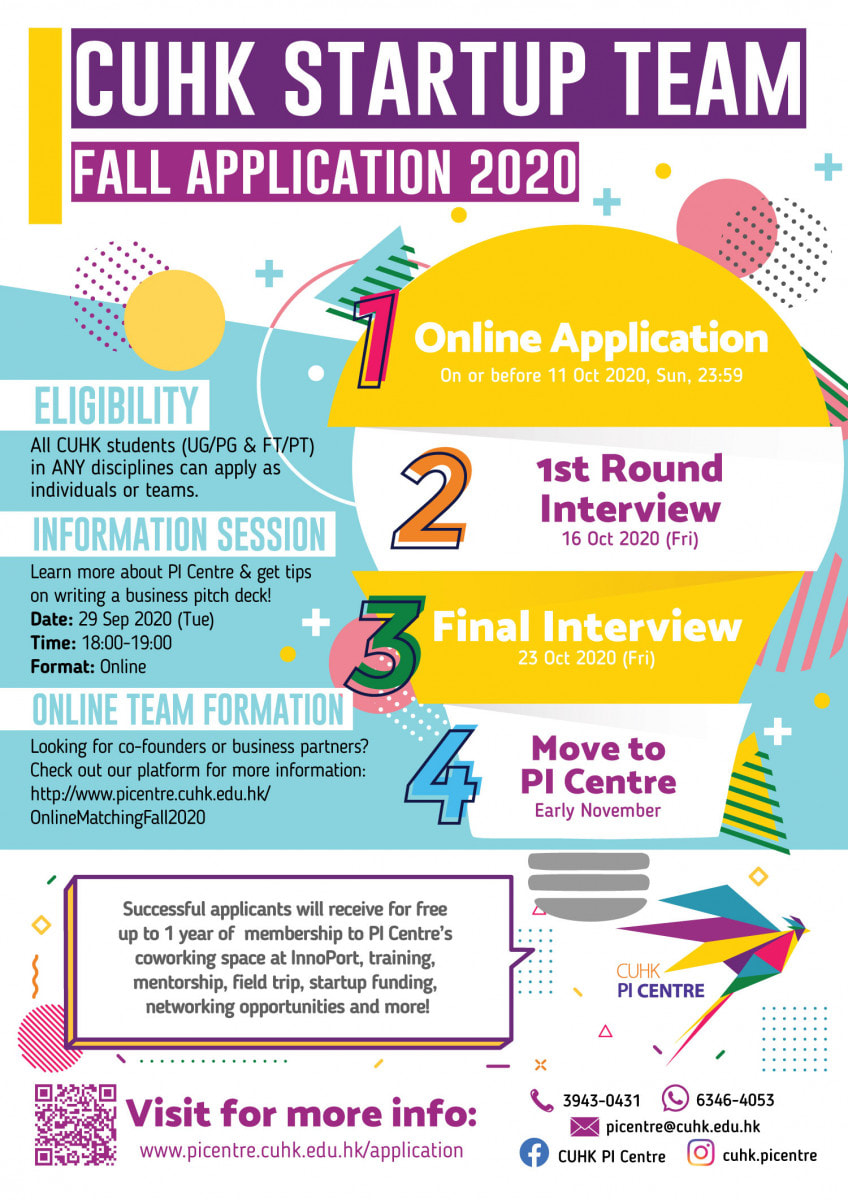 CUHK STARTUP TEAM
FALL APPLICATION 2020
1
Online Application
On or before 11 Oct 2020, Sun, 23:59
2
1st Round
Interview
16 Oct 2020 (Fri)
3
Final Interview
23 Oct 2020 (Fri)
4
Move to
PI Centre
Early November
ELIGIBILITY
All CUHK students (UG/PG & FT/PT)
in ANY disciplines can apply as
individuals or teams.
INFORMATION SESSION
Learn more about PI Centre & get tips
on writing a business pitch deck!
Date: 29 Sep 2020 (Tue)
Time: 18:00-19:00
Format: Online
ONLINE TEAM FORMATION
Looking for co-founders or business partners?
Check out our platform for more information:
http://www.picentre.cuhk.edu.hk/
OnlineMatchingFall2020
Successful applicants will receive for free
up to 1 year of membership to PI Centre's
coworking space at InnoPort, training,
mentorship, field trip, startup funding,
networking opportunities and more!
CUHK
PI CENTRE
Visit for more info:
www.picentre.cuhk.edu.hk/application
3943-0431 6346-4053
picentre@cuhk.edu.hk
CUHK PI Centre cuhk.picentre